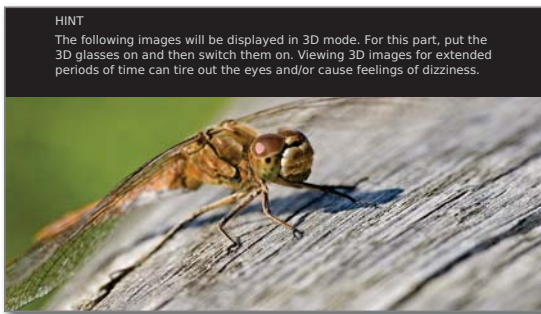 HINT
The following images will be displayed in 3D mode. For this part, put the
3D glasses on and then switch them on. Viewing 3D images for extended
periods of time can tire out the eyes and/or cause feelings of dizziness.